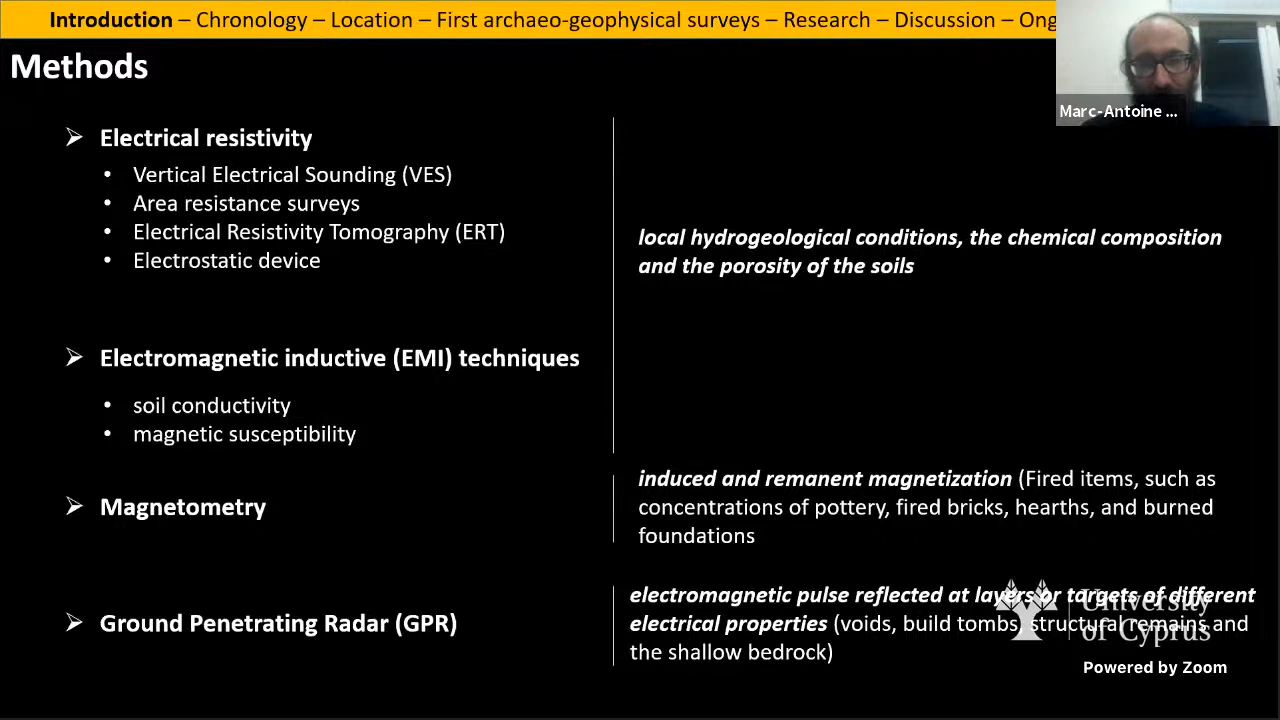 Introduction – Chronology – Location – First archaeo-geophysical surveys – Research – Discussion – Ong
Marc-Antoine ...
Methods
➢ Electrical resistivity
• Vertical Electrical Sounding (VES)
• Area resistance surveys
• Electrical Resistivity Tomography (ERT)
• Electrostatic device
local hydrogeological conditions, the chemical composition
and the porosity of the soils
➢ Electromagnetic inductive (EMI) techniques
• soil conductivity
• magnetic susceptibility
➢ Magnetometry
induced and remanent magnetization (Fired items, such as
concentrations of pottery, fired bricks, hearths, and burned
foundations
➢ Ground Penetrating Radar (GPR)
electromagnetic pulse reflected at layers or targets of different
electrical properties (voids, build tombs, structural remains and
the shallow bedrock)
University
of Cyprus
Powered by Zoom